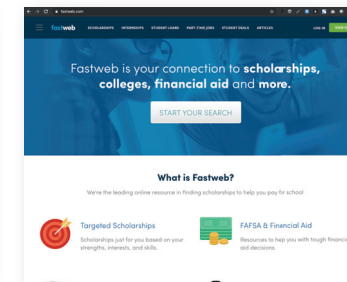 fastweb.com
fastweb SCHOLARSHIPS INTERNSHIPS STUDENT LOANS PART-TIME JOBS STUDENT DEALS ARTICLES LOG IN
Fastweb is your connection to scholarships,
colleges, financial aid and more.
START YOUR SEARCH
What is Fastweb?
We're the leading online resource in finding scholarships to help you pay for school
Targeted Scholarships
Scholarships just for you based on your
strengths, interests, and skills.
FAFSA & Financial Aid
Resources to hep you with tough financial
aid decisions.